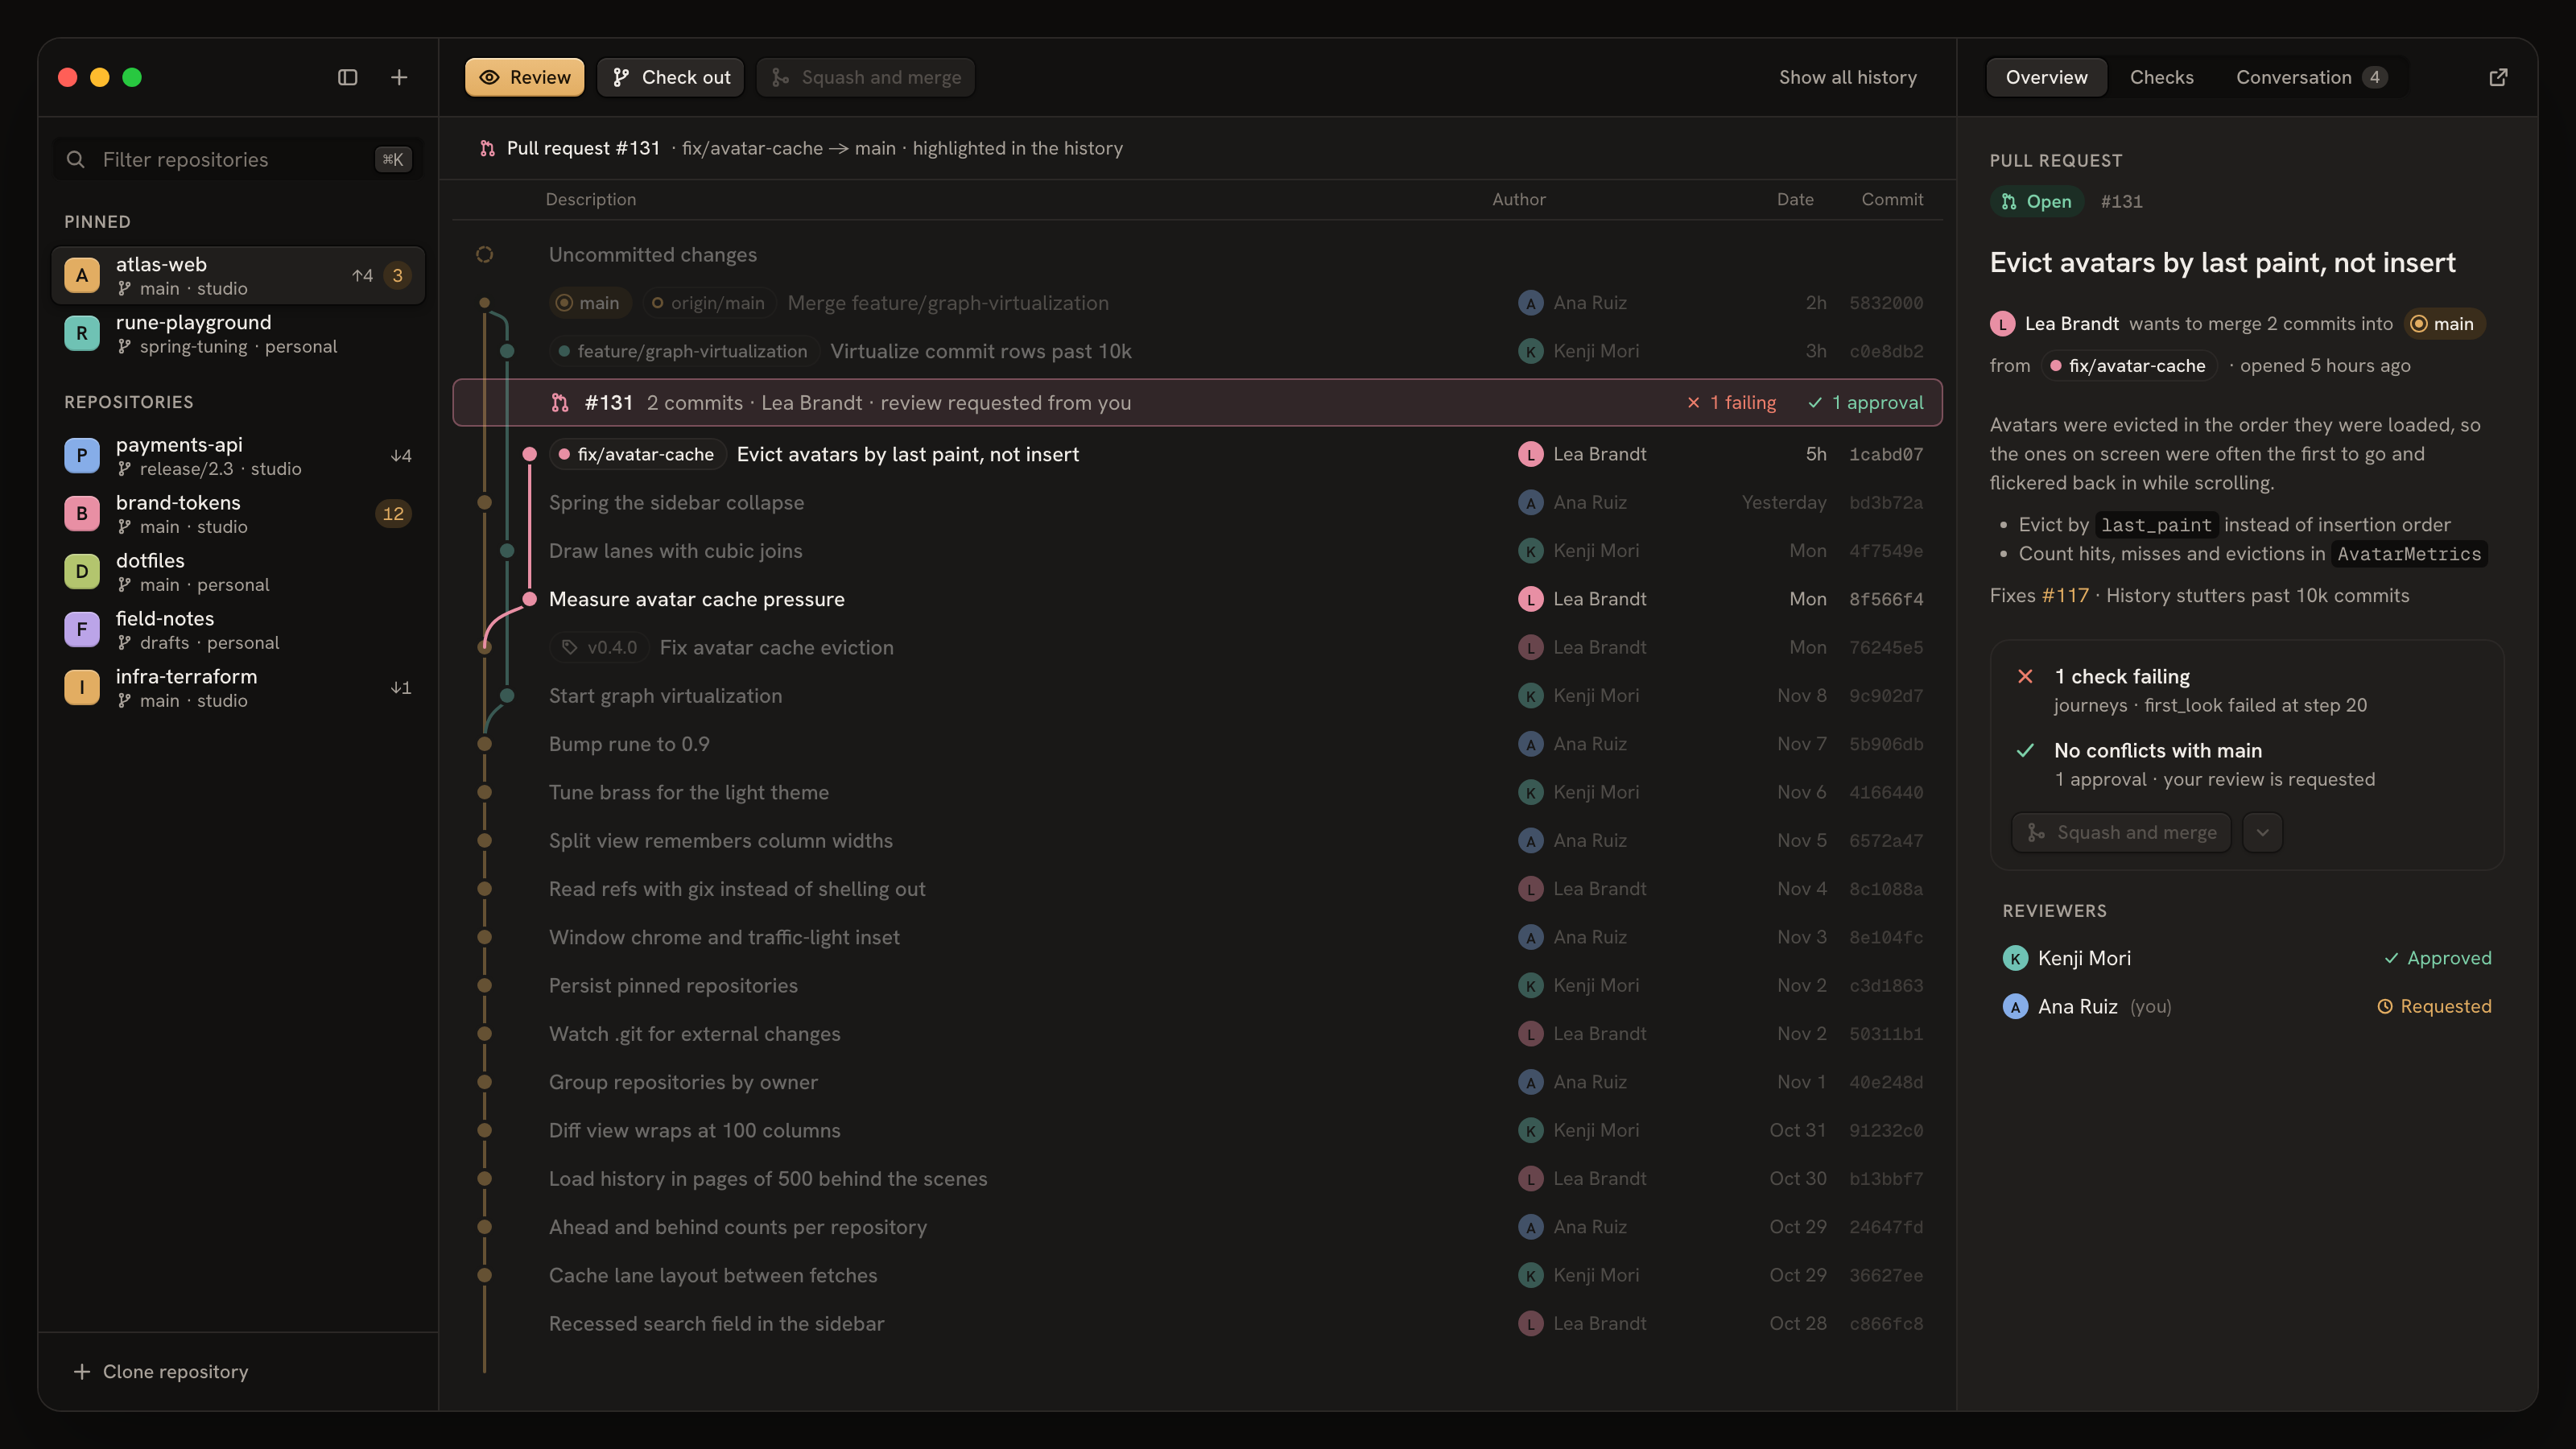 Filter repositories ⌘K
PINNED
A atlas-web ↑4 3
main · studio
R rune-playground
spring-tuning · personal
REPOSITORIES
P payments-api ↓4
release/2.3 · studio
B brand-tokens 12
main · studio
D dotfiles
main · personal
F field-notes
drafts · personal
I infra-terraform ↓1
main · studio
+ Clone repository
Review Check out Squash and merge Show all history
Pull request #131 · fix/avatar-cache → main · highlighted in the history
Description Author Date Commit
Uncommitted changes
main origin/main Merge feature/graph-virtualization A Ana Ruiz 2h 5832000
feature/graph-virtualization Virtualize commit rows past 10k K Kenji Mori 3h c0e8db2
#131 2 commits · Lea Brandt · review requested from you × 1 failing ✓ 1 approval
fix/avatar-cache Evict avatars by last paint, not insert L Lea Brandt 5h 1cabd07
Spring the sidebar collapse A Ana Ruiz Yesterday bd3b72a
Draw lanes with cubic joins K Kenji Mori Mon 4f7549e
Measure avatar cache pressure L Lea Brandt Mon 8f566f4
v0.4.0 Fix avatar cache eviction L Lea Brandt Mon 76245e5
Start graph virtualization K Kenji Mori Nov 8 9c902d7
Bump rune to 0.9 A Ana Ruiz Nov 7 5b906db
Tune brass for the light theme K Kenji Mori Nov 6 4166440
Split view remembers column widths A Ana Ruiz Nov 5 6572a47
Read refs with gix instead of shelling out L Lea Brandt Nov 4 8c1088a
Window chrome and traffic-light inset A Ana Ruiz Nov 3 8e104fc
Persist pinned repositories K Kenji Mori Nov 2 c3d1863
Watch .git for external changes L Lea Brandt Nov 2 50311b1
Group repositories by owner A Ana Ruiz Nov 1 40e248d
Diff view wraps at 100 columns K Kenji Mori Oct 31 91232c0
Load history in pages of 500 behind the scenes L Lea Brandt Oct 30 b13bbf7
Ahead and behind counts per repository A Ana Ruiz Oct 29 24647fd
Cache lane layout between fetches K Kenji Mori Oct 29 36627ee
Recessed search field in the sidebar L Lea Brandt Oct 28 c866fc8
Overview Checks Conversation 4
PULL REQUEST
Open #131
Evict avatars by last paint, not insert
L Lea Brandt wants to merge 2 commits into main
from fix/avatar-cache · opened 5 hours ago
Avatars were evicted in the order they were loaded, so
the ones on screen were often the first to go and
flickered back in while scrolling.
• Evict by last_paint instead of insertion order
• Count hits, misses and evictions in AvatarMetrics
Fixes #117 · History stutters past 10k commits
1 check failing
journeys · first_look failed at step 20
No conflicts with main
1 approval · your review is requested
Squash and merge
REVIEWERS
K Kenji Mori ✓ Approved
A Ana Ruiz (you) Requested